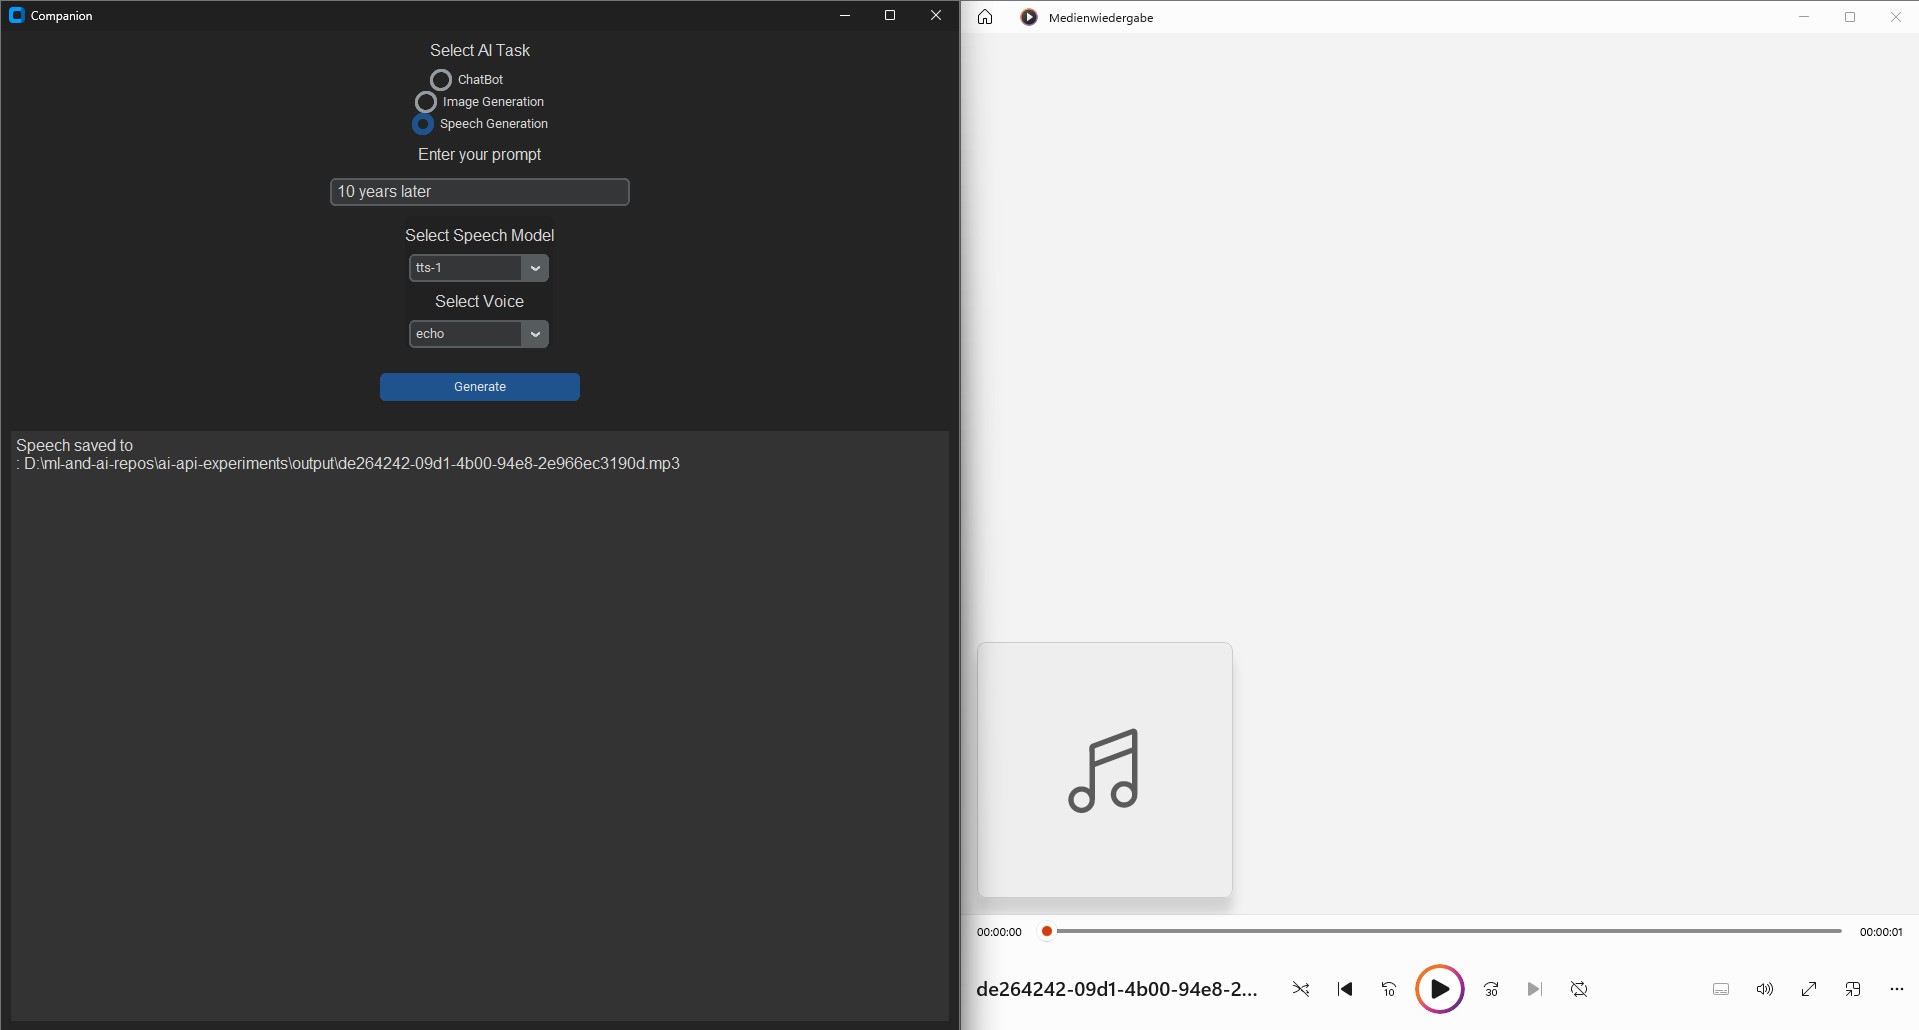 Companion
Select AI Task
ChatBot
Image Generation
Speech Generation
Enter your prompt
10 years later
Select Speech Model
tts-1
Select Voice
echo
Generate
Speech saved to
: D:\ml-and-ai-repos\ai-api-experiments\output\de264242-09d1-4b00-94e8-2e966ec3190d.mp3
Medienwiedergabe
00:00:00
00:00:01
de264242-09d1-4b00-94e8-2...
10
30